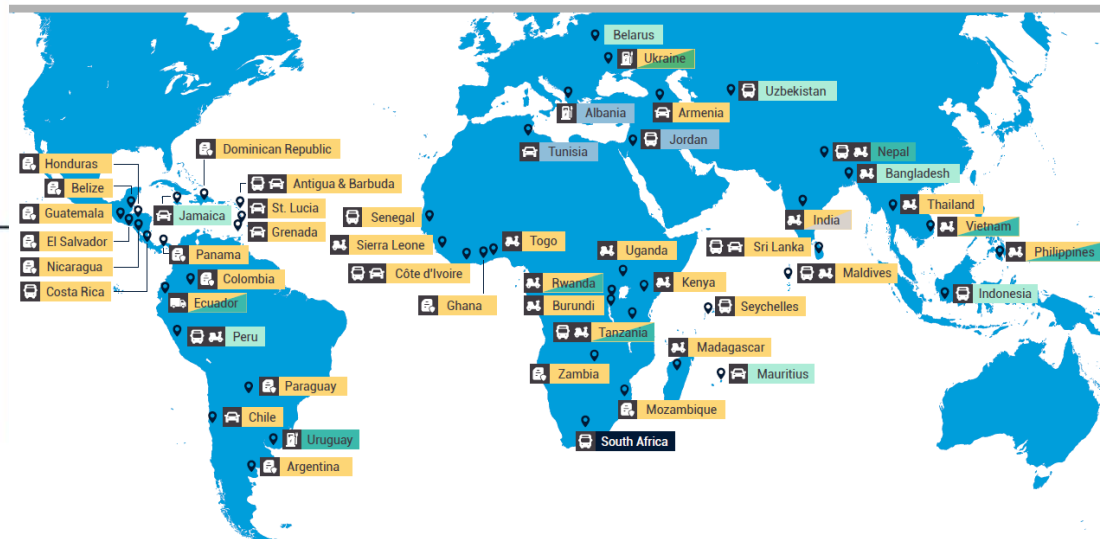 Belarus
Ukraine
Uzbekistan
Albania
Armenia
Tunisia
Jordan
Dominican Republic
Nepal
Honduras
Bangladesh
Belize
Antigua & Barbuda
Guatemala
Jamaica
St. Lucia
Senegal
India
Thailand
El Salvador
Grenada
Sierra Leone
Togo
Uganda
Sri Lanka
Vietnam
Nicaragua
Panama
Philippines
Costa Rica
Colombia
Côte d'Ivoire
Rwanda
Kenya
Maldives
Ecuador
Ghana
Burundi
Seychelles
Indonesia
Peru
Tanzania
Madagascar
Zambia
Mauritius
Paraguay
Mozambique
Chile
Uruguay
South Africa
Argentina